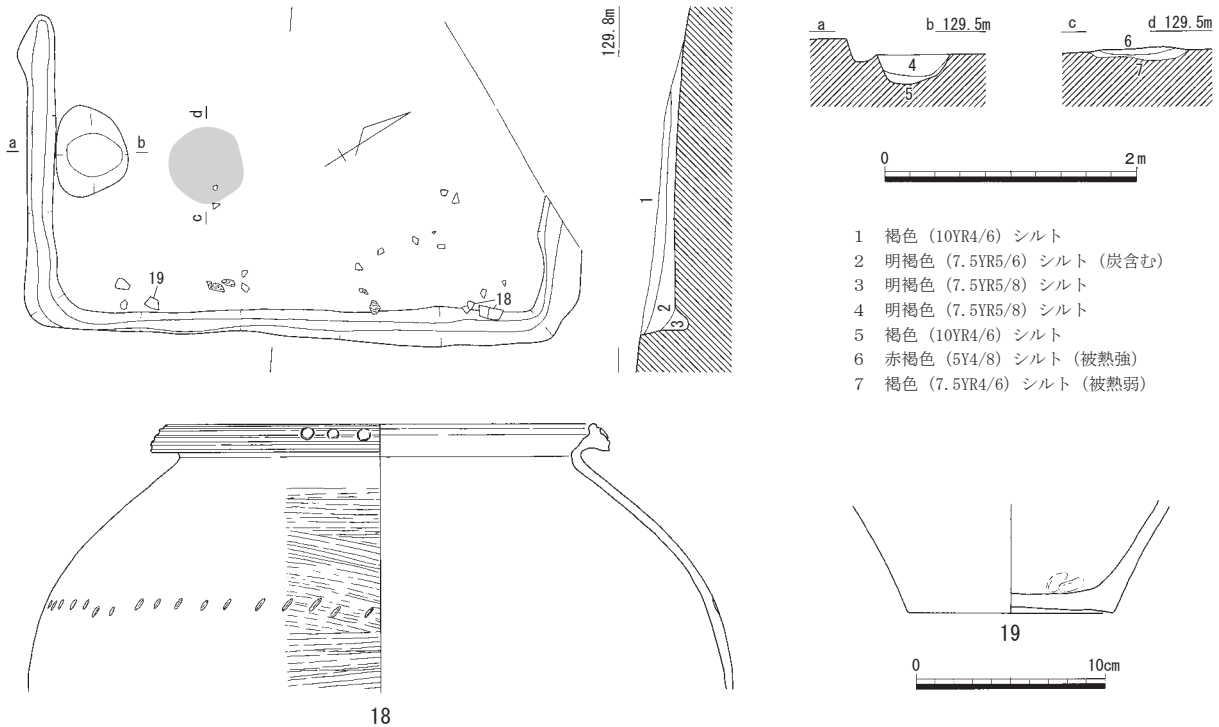 129.8m
a
b
c
d
1
2
3
18
19
a
b 129.5m
4
5
c
d 129.5m
6
7
0
2m
1 褐色（10YR4/6）シルト
2 明褐色（7.5YR5/6）シルト（炭含む）
3 明褐色（7.5YR5/8）シルト
4 明褐色（7.5YR5/8）シルト
5 褐色（10YR4/6）シルト
6 赤褐色（5Y4/8）シルト（被熱強）
7 褐色（7.5YR4/6）シルト（被熱弱）
18
19
0
10cm